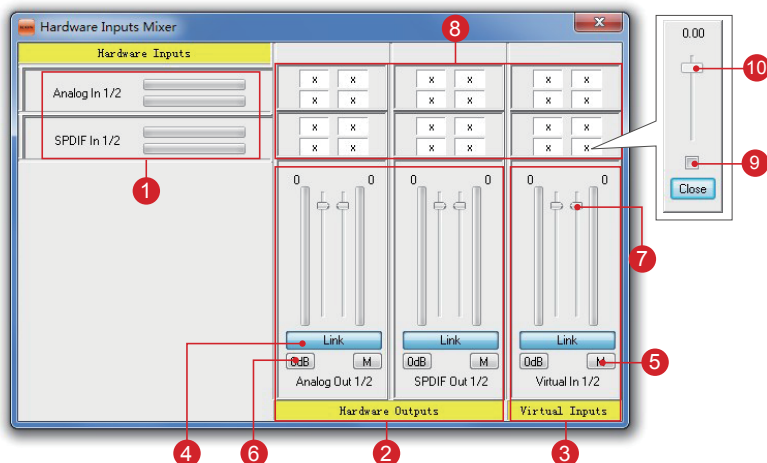 Hardware Inputs Mixer
8
0.00
Hardware Inputs
10
Analog In 1/2
x x x x x x
x x x x x x
SPDIF In 1/2
x x x x x x
x x x x x x
9
Close
1
0 0 0 0 0 0
7
Link Link Link
4
0dB M 0dB M 0dB M
5
Analog Out 1/2 SPDIF Out 1/2 Virtual In 1/2
Hardware Outputs Virtual Inputs
4 6 2 3